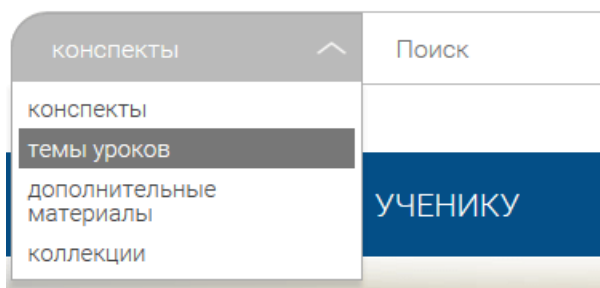 конспекты
Поиск
конспекты
темы уроков
дополнительные
материалы
коллекции
УЧЕНИКУ